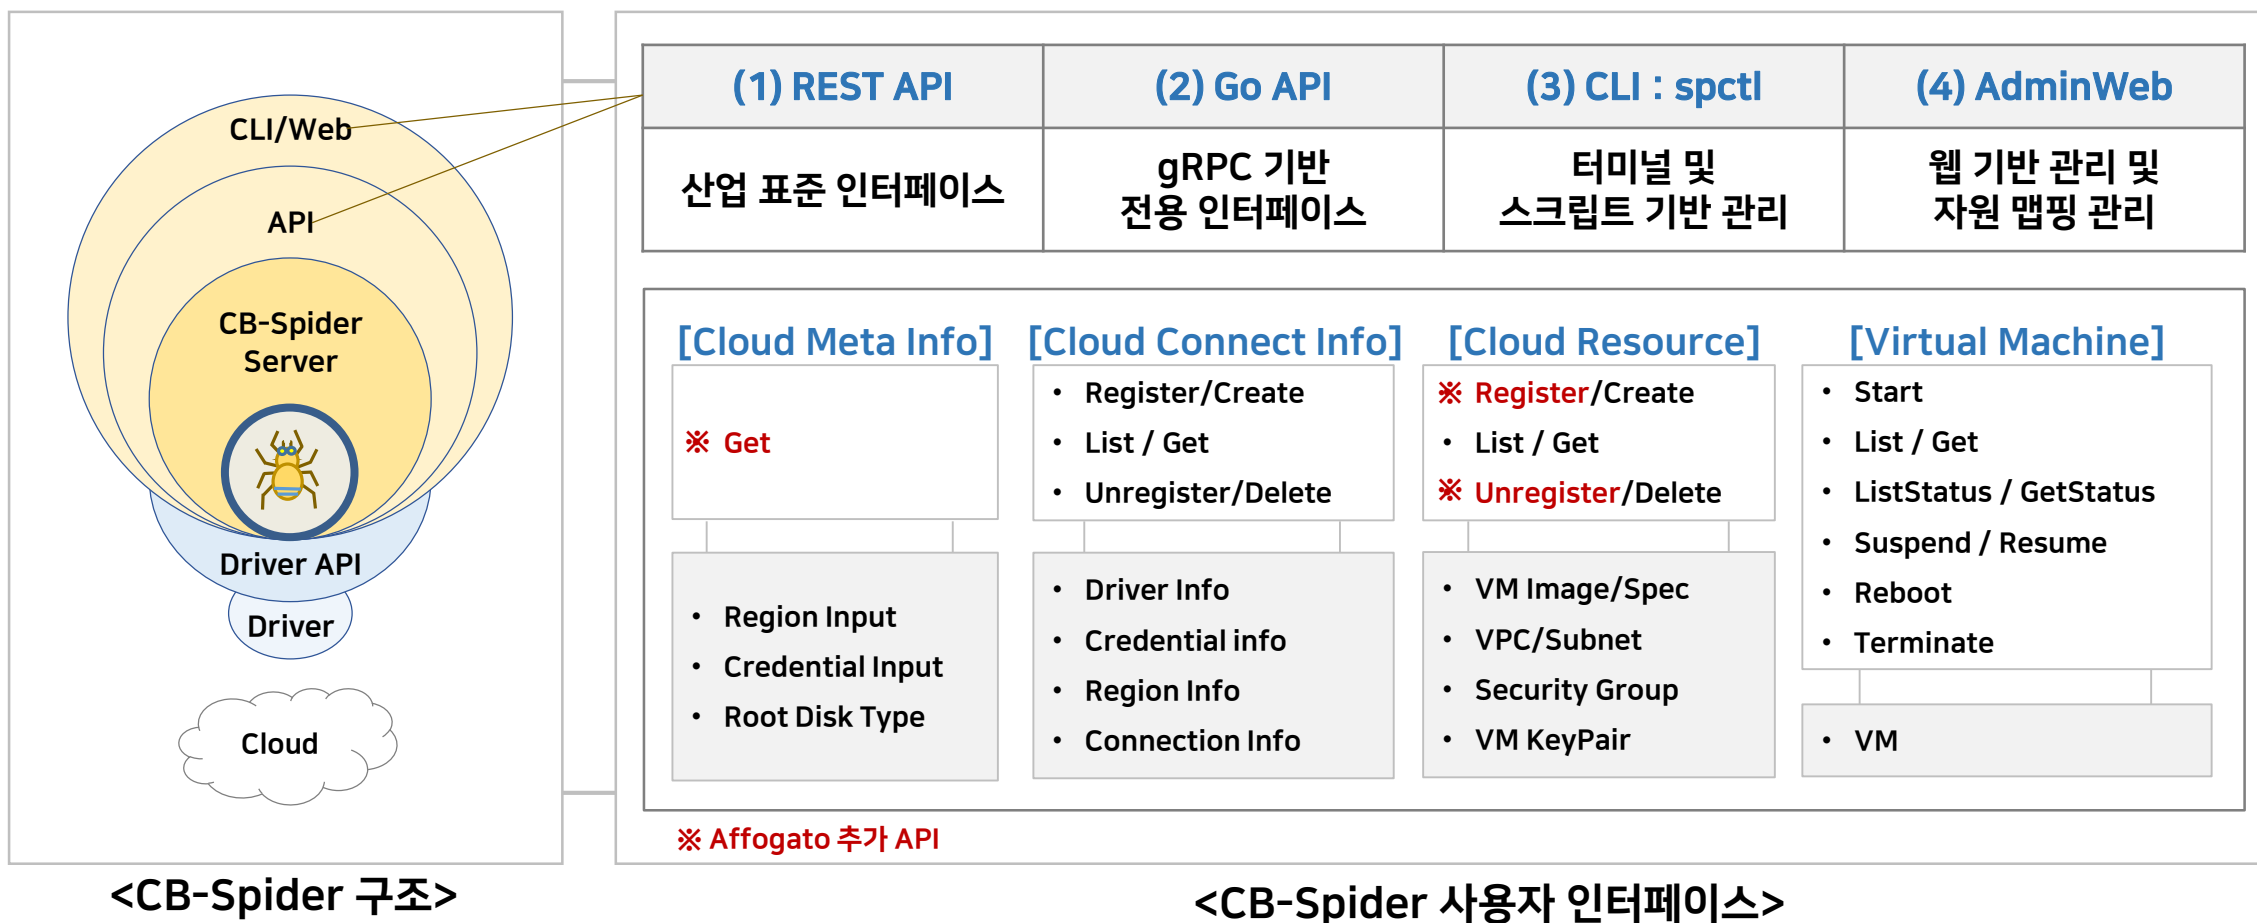 CLI/Web
API
CB-Spider
Server
Driver API
Driver
Cloud
<CB-Spider 구조>
(1) REST API
(2) Go API
(3) CLI : spctl
(4) AdminWeb
산업 표준 인터페이스
gRPC 기반
전용 인터페이스
터미널 및
스크립트 기반 관리
웹 기반 관리 및
자원 맵핑 관리
[Cloud Meta Info]
※ Get
• Region Input
• Credential Input
• Root Disk Type
[Cloud Connect Info]
• Register/Create
• List / Get
• Unregister/Delete
• Driver Info
• Credential info
• Region Info
• Connection Info
[Cloud Resource]
※ Register/Create
• List / Get
※ Unregister/Delete
• VM Image/Spec
• VPC/Subnet
• Security Group
• VM KeyPair
[Virtual Machine]
• Start
• List / Get
• ListStatus / GetStatus
• Suspend / Resume
• Reboot
• Terminate
• VM
※ Affogato 추가 API
<CB-Spider 사용자 인터페이스>